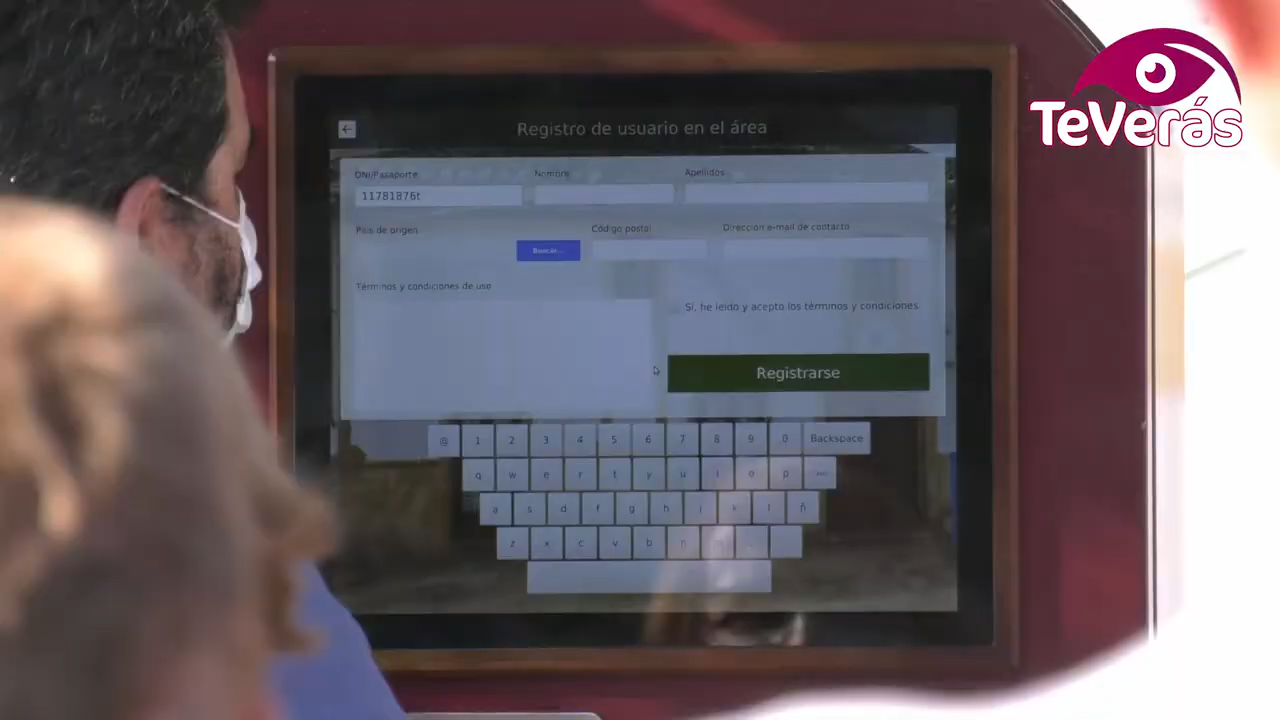 TeVerás
Registro de usuario en el área
DNI/Pasaporte Nombre Apellidos
11781876t
País de origen Código postal Dirección e-mail de contacto
Buscar...
Términos y condiciones de uso
Sí, he leído y acepto los términos y condiciones
Registrarse
@ 1 2 3 4 5 6 7 8 9 0 Backspace
q w e r t y u i o p
a s d f g h j k l ñ
z x c v b n m